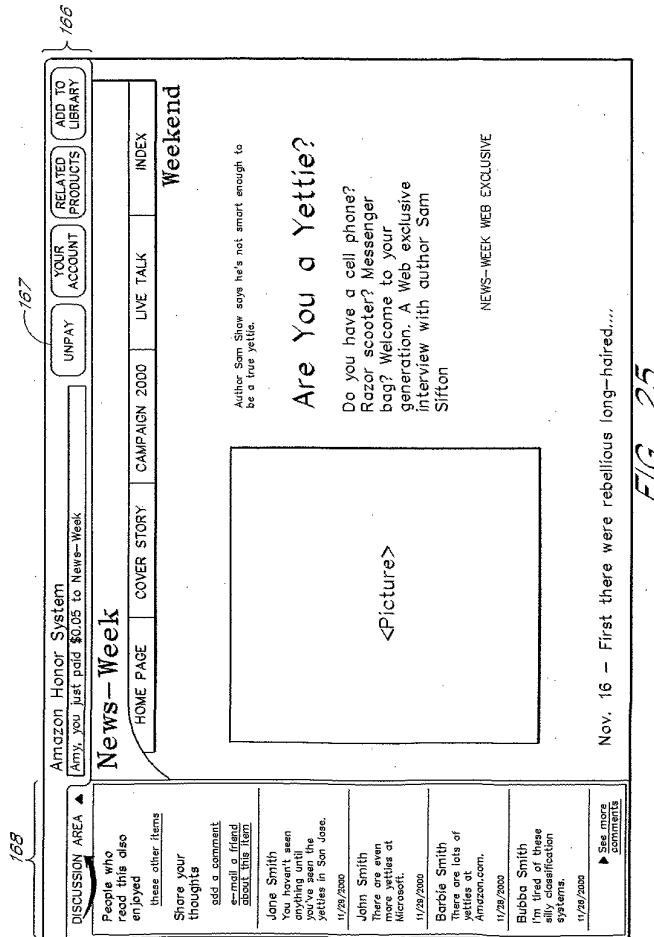 168
166
167
Amazon Honor System
Amy, you just paid $0.05 to News-Week
UNPAY
YOUR
ACCOUNT
RELATED
PRODUCTS
ADD TO
LIBRARY
DISCUSSION AREA
People who
read this also
enjoyed
these other items
Share your
thoughts
add a comment
e-mail a friend
about this item
Jane Smith
You haven't seen
anything until
you've seen the
yetties in San Jose.
11/29/2000
John Smith
There are even
more yetties at
Microsoft.
11/29/2000
Barbie Smith
There are lots of
yetties at
Amazon.com.
11/28/2000
Bubba Smith
I'm tired of these
silly classification
systems.
11/28/2000
See more
comments
News-Week
HOME PAGE
COVER STORY
CAMPAIGN 2000
LIVE TALK
INDEX
Weekend
<Picture>
Author Sam Shaw says he's not smart enough to
be a true yettie.
Are You a Yettie?
Do you have a cell phone?
Razor scooter? Messenger
bag? Welcome to your
generation. A Web exclusive
interview with author Sam
Sifton
NEWS-WEEK WEB EXCLUSIVE
Nov. 16 - First there were rebellious long-haired....
FIG. 25